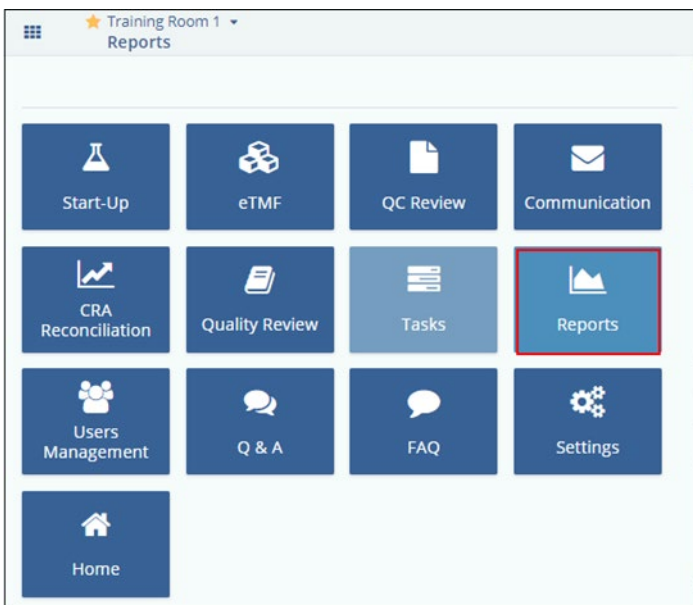 Training Room 1
Reports
Start-Up
eTMF
QC Review
Communication
CRA
Reconciliation
Quality Review
Tasks
Reports
Users
Management
Q & A
FAQ
Settings
Home